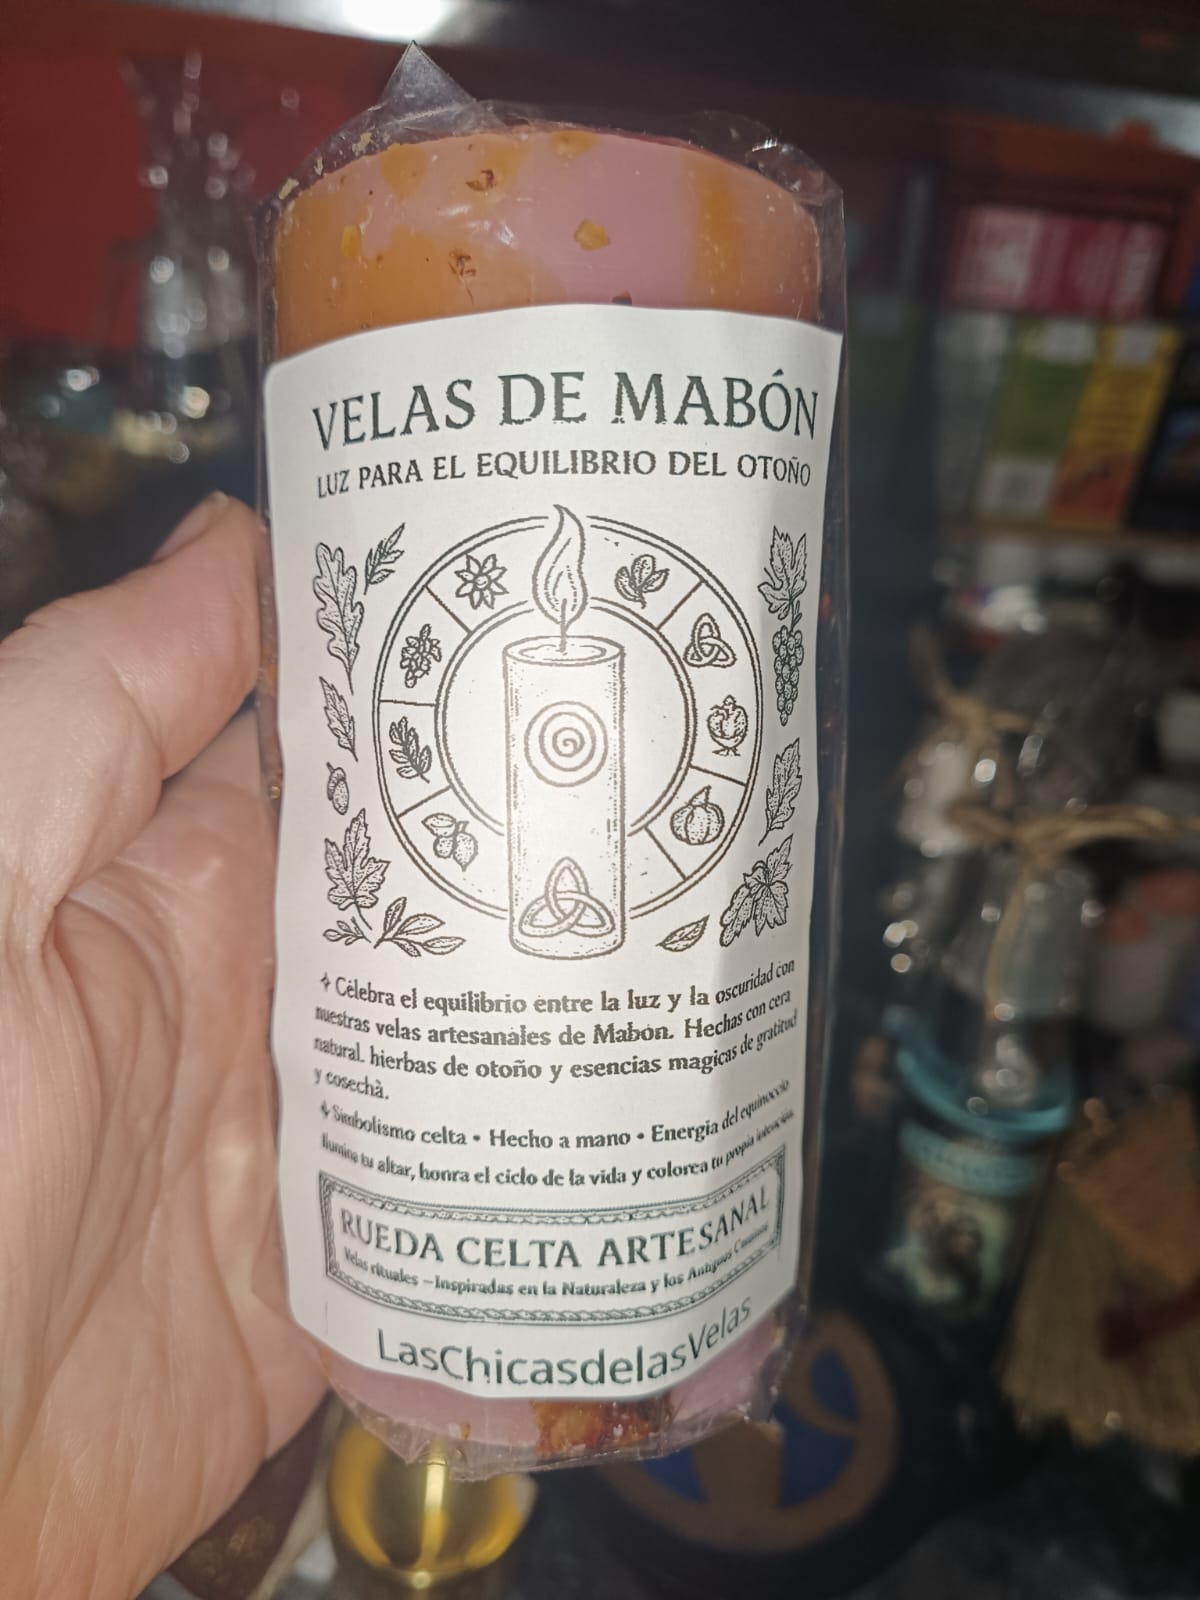 VELAS DE MABÓN
LUZ PARA EL EQUILIBRIO DEL OTOÑO
✦ Célebra el equilibrio entre la luz y la oscuridad con
nuestras velas artesanales de Mabon. Hechas con cera
natural. hierbas de otoño y esencias magicas de gratitud
y cosechà.
✦ Simbolismo celta • Hecho a mano • Energia del equinoccio
Ilumina tu altar, honra el ciclo de la vida y colorea tu propia intención.
RUEDA CELTA ARTESANAL
Velas rituales –Inspiradas en la Naturaleza y los Antiguos Caminos
LasChicasdelasVelas